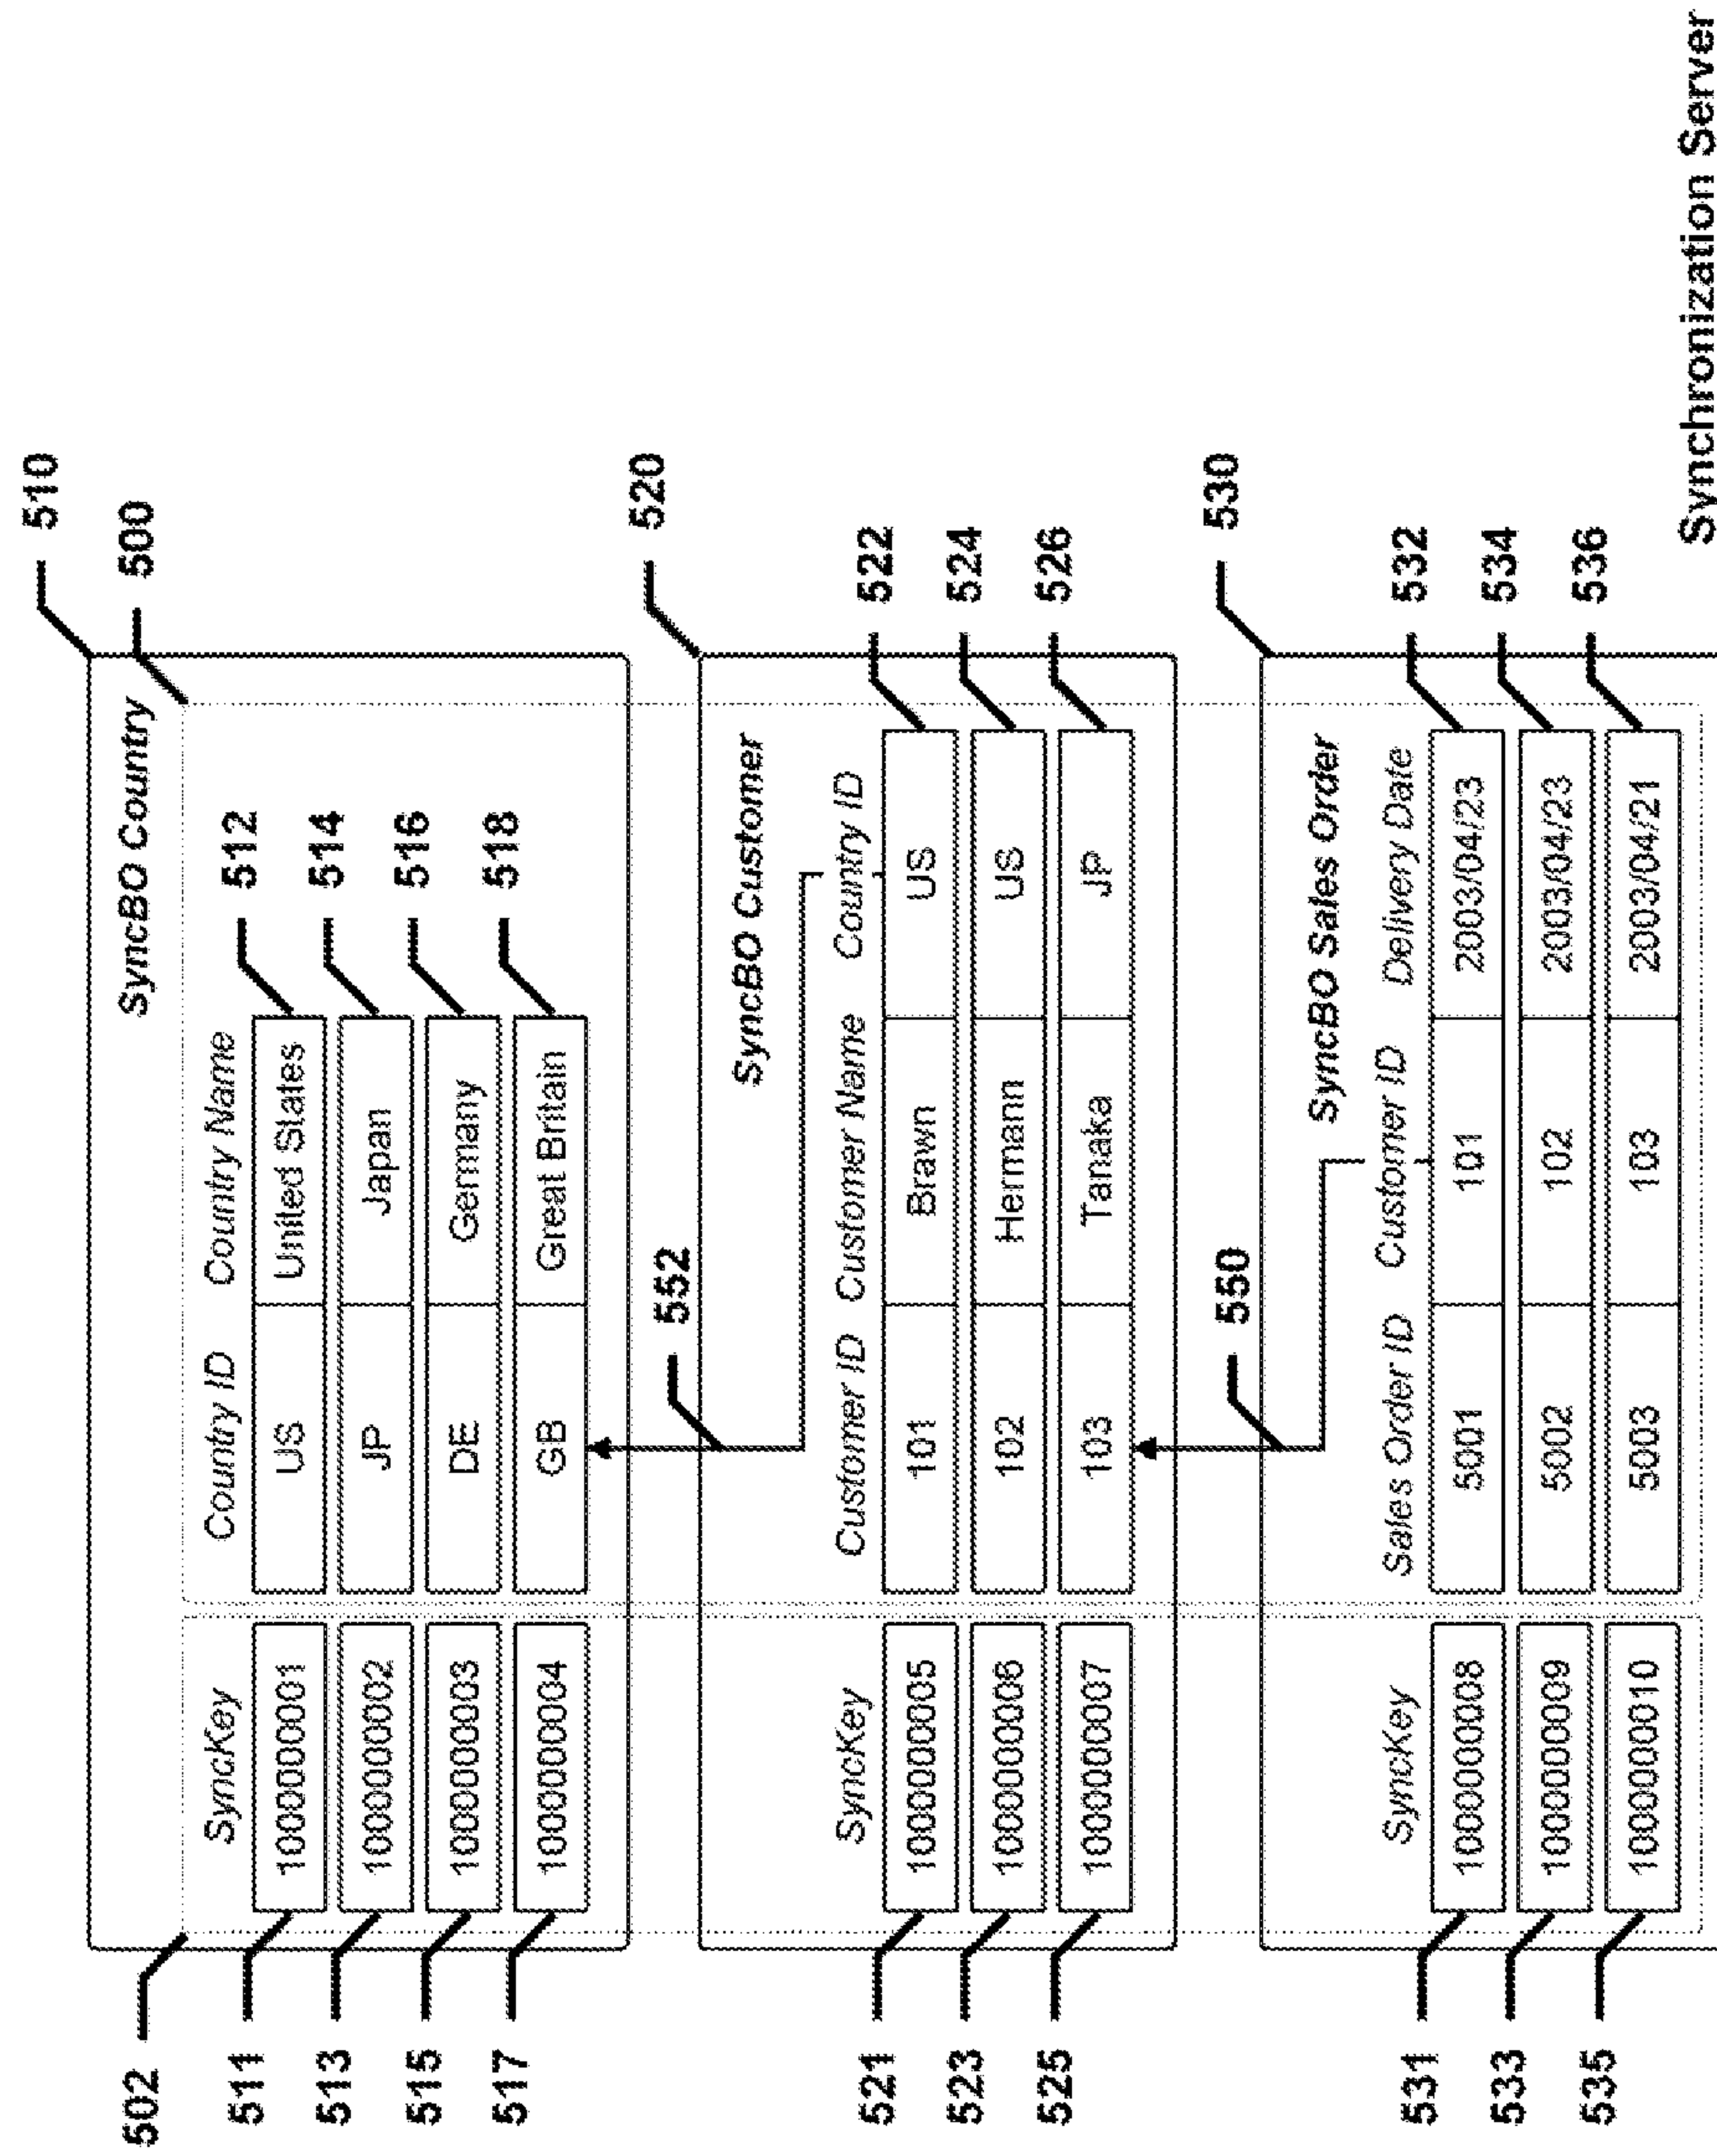 510
500
502
SyncBO Country
SyncKey Country ID Country Name
511 1000000001 US United States 512
513 1000000002 JP Japan 514
515 1000000003 DE Germany 516
517 1000000004 GB Great Britain 518
552
520
SyncBO Customer
SyncKey Customer ID Customer Name Country ID
521 1000000005 101 Brawn US 522
523 1000000006 102 Hermann US 524
525 1000000007 103 Tanaka JP 526
550
530
SyncBO Sales Order
SyncKey Sales Order ID Customer ID Delivery Date
531 1000000008 5001 101 2003/04/23 532
533 1000000009 5002 102 2003/04/23 534
535 1000000010 5003 103 2003/04/21 536
Synchronization Server